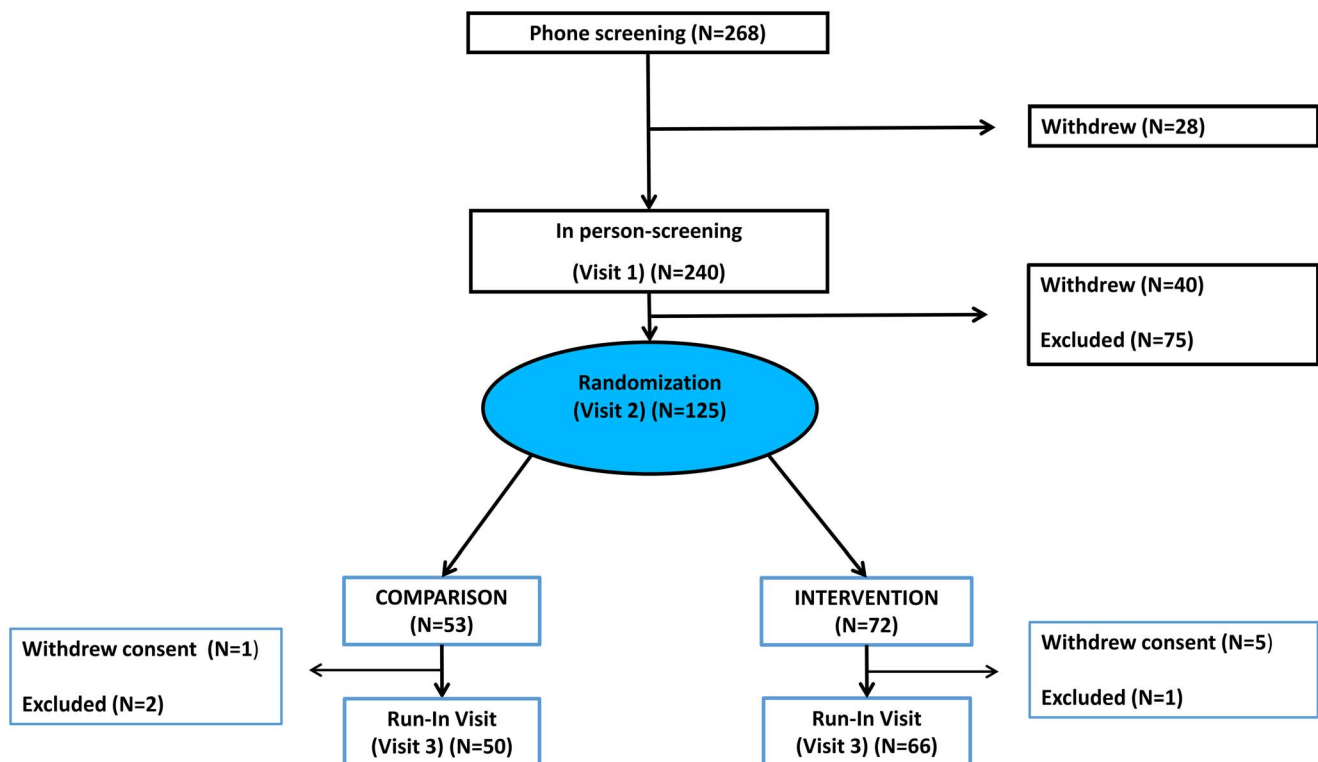 Phone screening (N=268)
Withdrew (N=28)
In person-screening
(Visit 1) (N=240)
Withdrew (N=40)
Excluded (N=75)
Randomization
(Visit 2) (N=125)
COMPARISON
(N=53)
INTERVENTION
(N=72)
Withdrew consent  (N=1)
Excluded (N=2)
Withdrew consent (N=5)
Excluded (N=1)
Run-In Visit
(Visit 3) (N=50)
Run-In Visit
(Visit 3) (N=66)